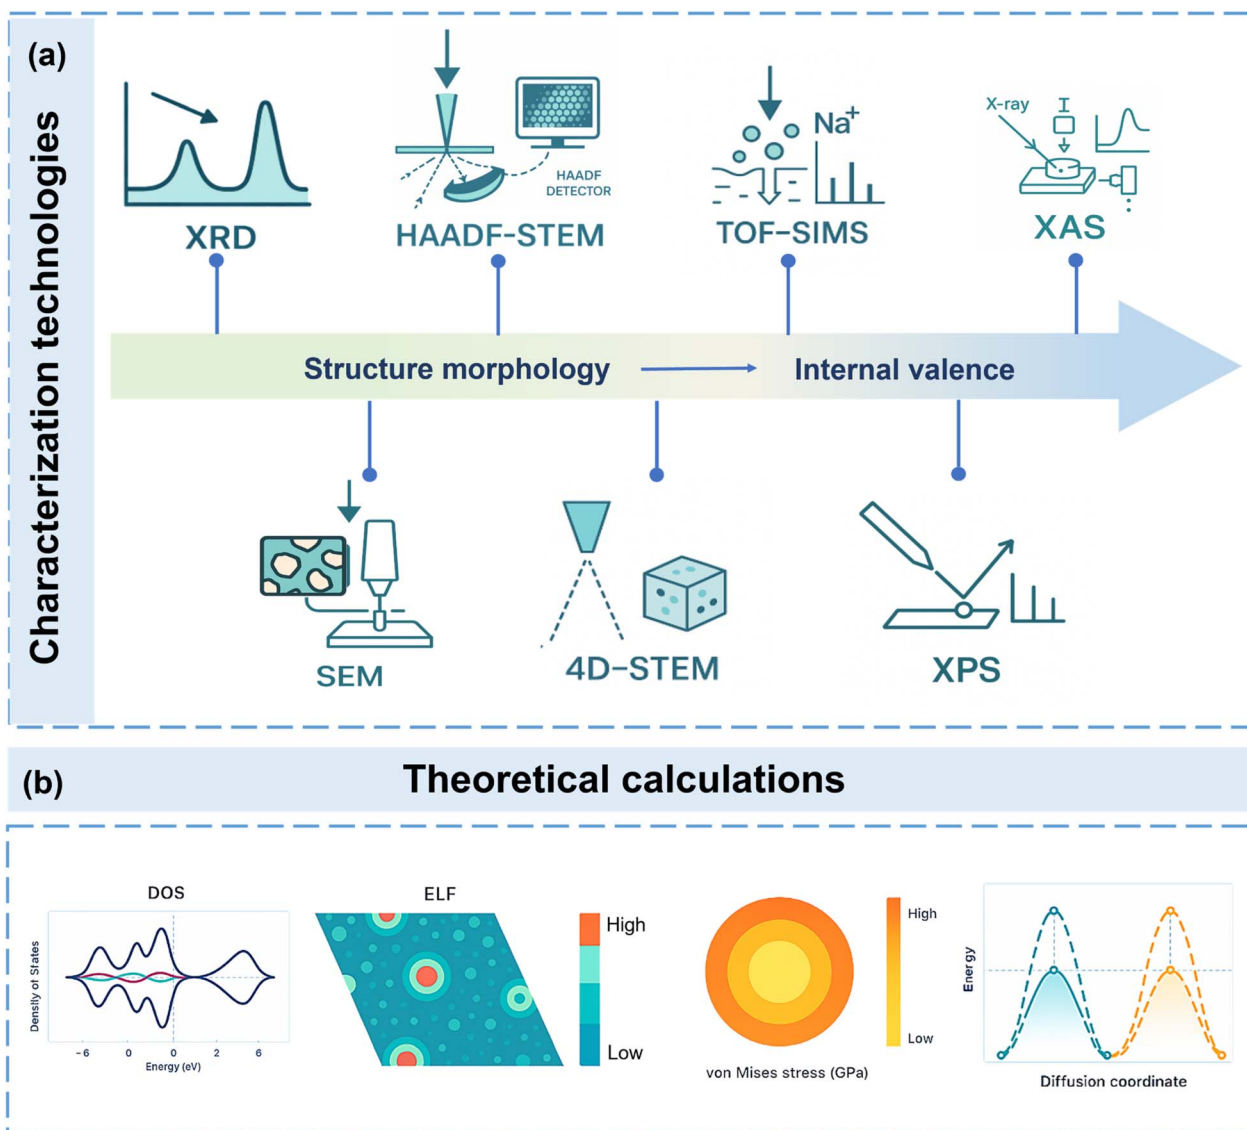 (a)
Characterization technologies
XRD
HAADF
DETECTOR
HAADF-STEM
Na+
TOF-SIMS
X-ray
XAS
Structure morphology
Internal valence
SEM
4D-STEM
XPS
(b)
Theoretical calculations
DOS
Density of States
-6 0 0 2 6
Energy (eV)
ELF
High
Low
High
Low
von Mises stress (GPa)
Energy
Diffusion coordinate